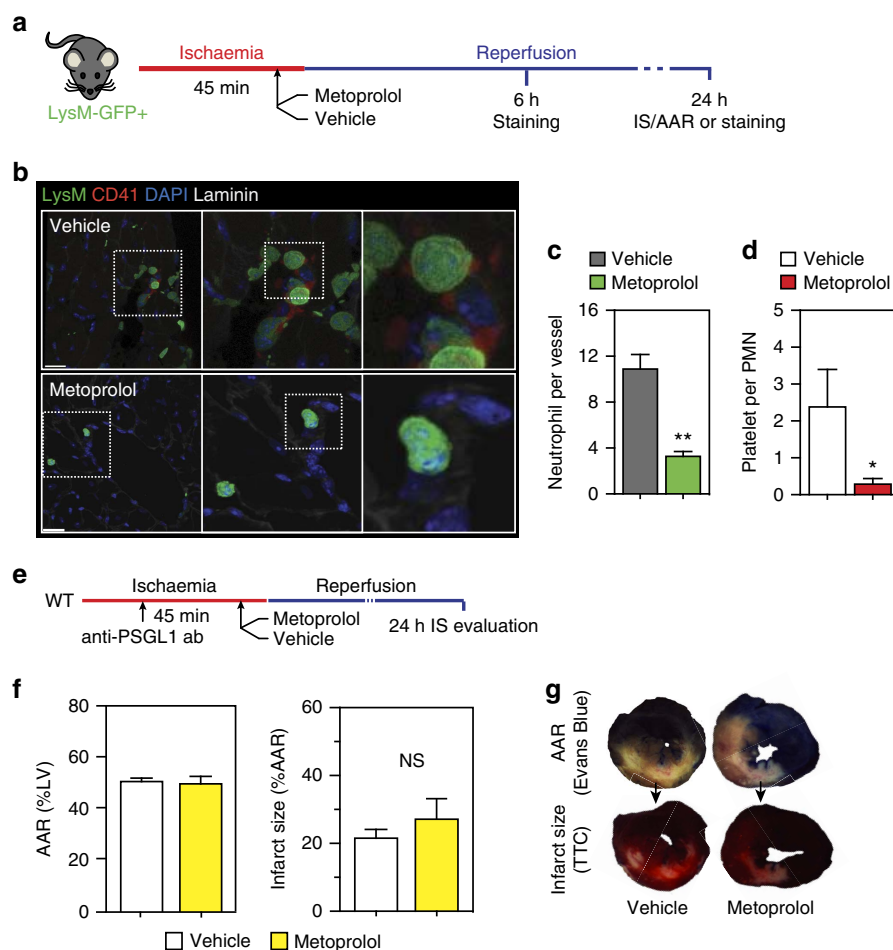 a
Ischaemia
Reperfusion
45 min
Metoprolol
Vehicle
LysM-GFP+
6 h
Staining
24 h
IS/AAR or staining
b
LysM CD41 DAPI Laminin
Vehicle
Metoprolol
c
Vehicle
Metoprolol
Neutrophil per vessel
16
12
8
4
0
**
d
Vehicle
Metoprolol
Platelet per PMN
5
4
3
2
1
0
*
e
WT
Ischaemia
Reperfusion
45 min
anti-PSGL1 ab
Metoprolol
Vehicle
24 h IS evaluation
f
AAR (%LV)
80
60
40
20
0
Infarct size (%AAR)
60
40
20
0
NS
Vehicle
Metoprolol
g
AAR
(Evans Blue)
Infarct size
(TTC)
Vehicle
Metoprolol